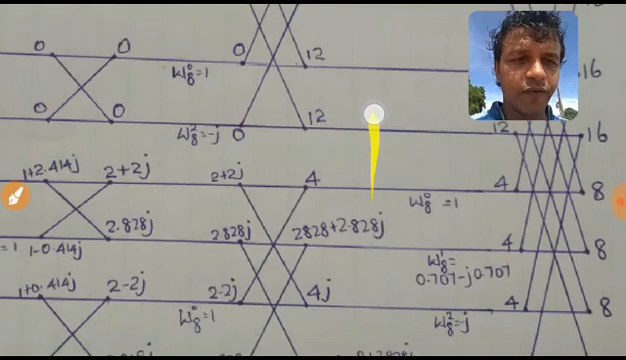 0 0 0 12 16
W₈⁰=1
0 0 0 12 12 16
W₈²=-j
1+2.414j 2+2j 2+2j 4 4 8
W₈⁰=1
=1 1-0.414j 2.828j 2.828j 2.828+2.828j 4 8
W₈¹=
0.707-j0.707
1+0.414j 2-2j 2-2j 4j 4 8
W₈⁰=1 W₈²=-j